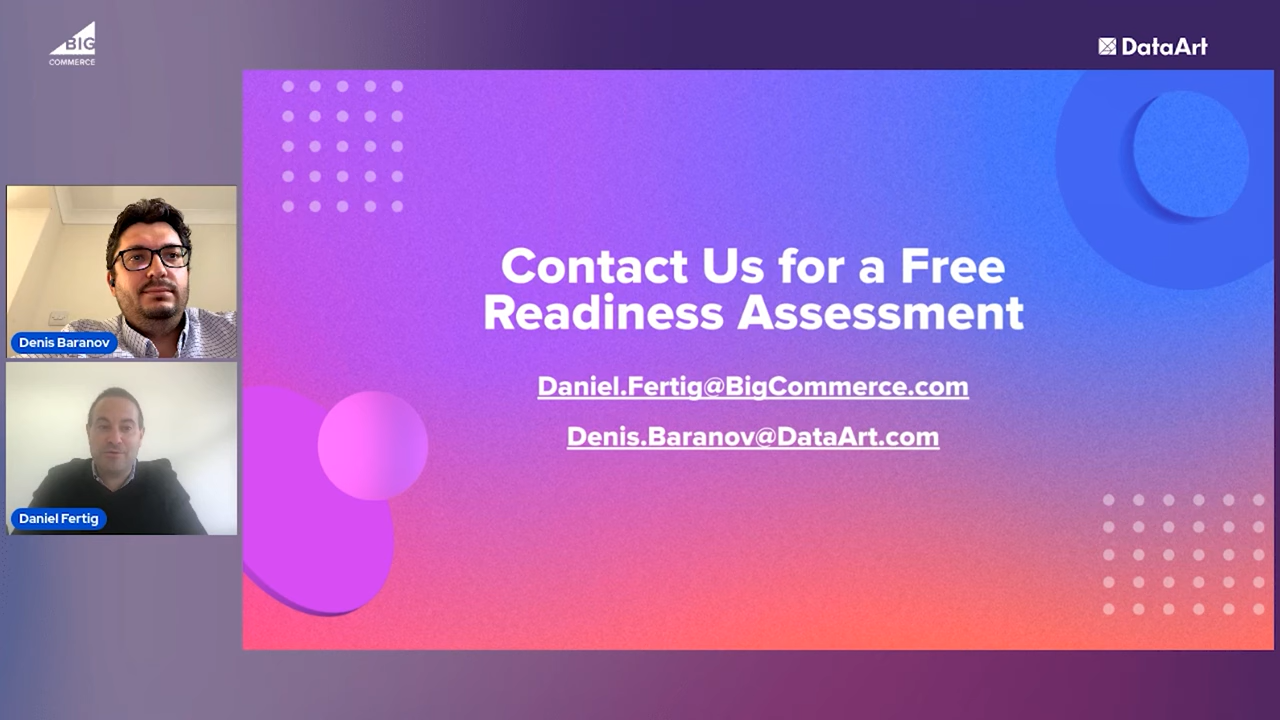 BIG
COMMERCE
DataArt
Denis Baranov
Daniel Fertig
Contact Us for a Free
Readiness Assessment
Daniel.Fertig@BigCommerce.com
Denis.Baranov@DataArt.com